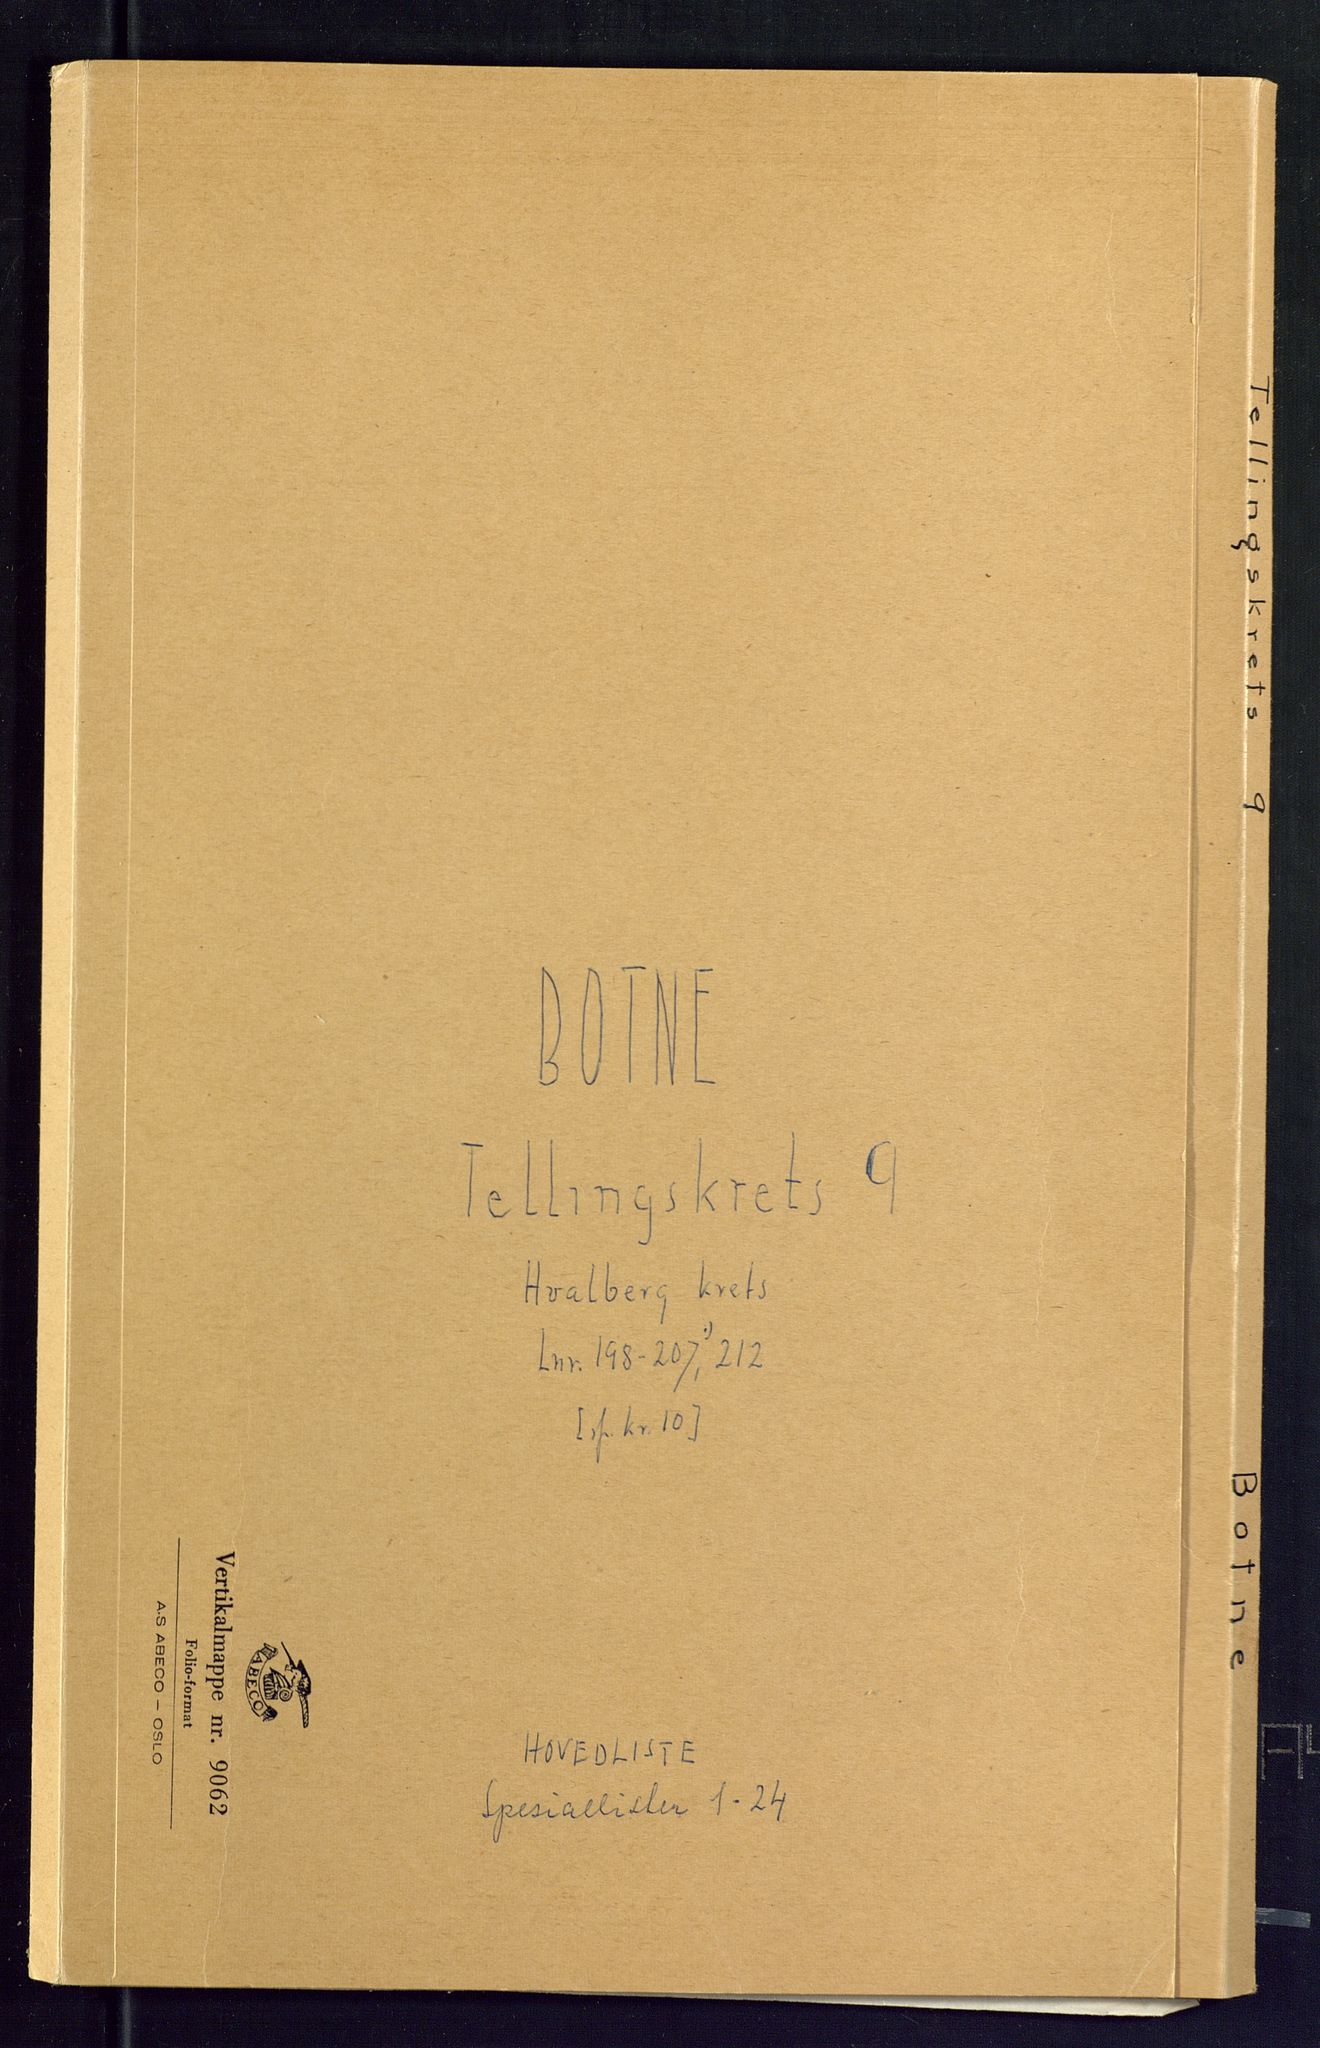 BOTNE
Tellingskrets 9
Hvalberg krets
Lnr. 198-207, 212
[sp. kr. 10]
HOVEDLISTE
Spesiallister 1-24
Tellingskrets 9 Botne
ABECO
Vertikalmappe nr. 9062
Folio-format
A.S ABECO – OSLO